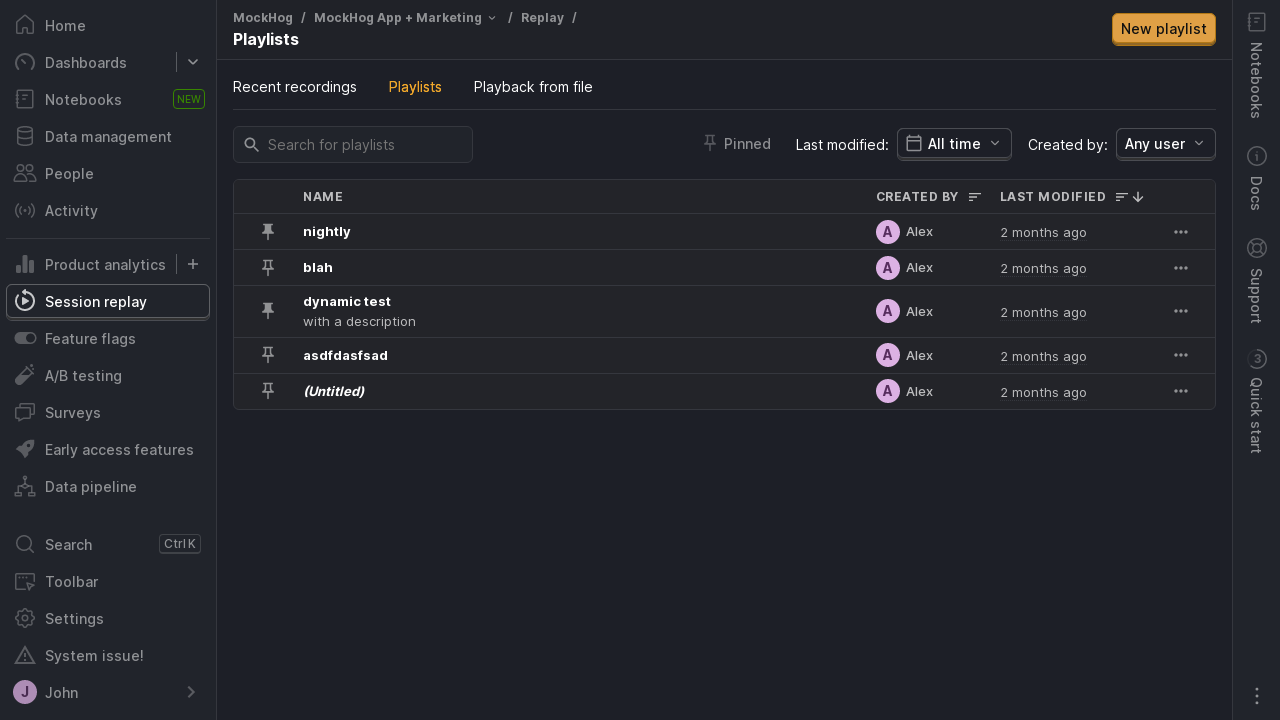 Home
Dashboards
Notebooks NEW
Data management
People
Activity
Product analytics
Session replay
Feature flags
A/B testing
Surveys
Early access features
Data pipeline
Search Ctrl K
Toolbar
Settings
System issue!
J John
MockHog / MockHog App + Marketing / Replay /
Playlists
New playlist
Recent recordings Playlists Playback from file
Search for playlists Pinned Last modified: All time Created by: Any user
NAME CREATED BY LAST MODIFIED
nightly A Alex 2 months ago
blah A Alex 2 months ago
dynamic test A Alex 2 months ago
with a description
asdfdasfsad A Alex 2 months ago
(Untitled) A Alex 2 months ago
Notebooks
Docs
Support
3 Quick start